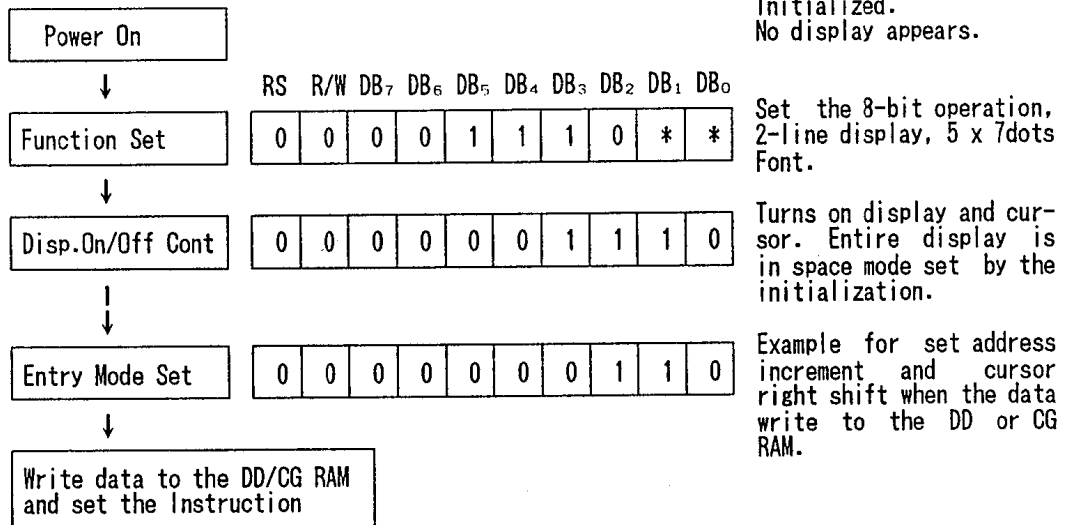 Initialized.
Power On
No display appears.
RS R/W DB₇ DB₆ DB₅ DB₄ DB₃ DB₂ DB₁ DB₀
Function Set
0 0 0 0 1 1 1 0 * *
Set the 8-bit operation,
2-line display, 5 x 7dots
Font.
Disp.On/Off Cont
0 0 0 0 0 0 1 1 1 0
Turns on display and cur-
sor. Entire display is
in space mode set by the
initialization.
Entry Mode Set
0 0 0 0 0 0 0 1 1 0
Example for set address
increment and cursor
right shift when the data
write to the DD or CG
RAM.
Write data to the DD/CG RAM
and set the Instruction